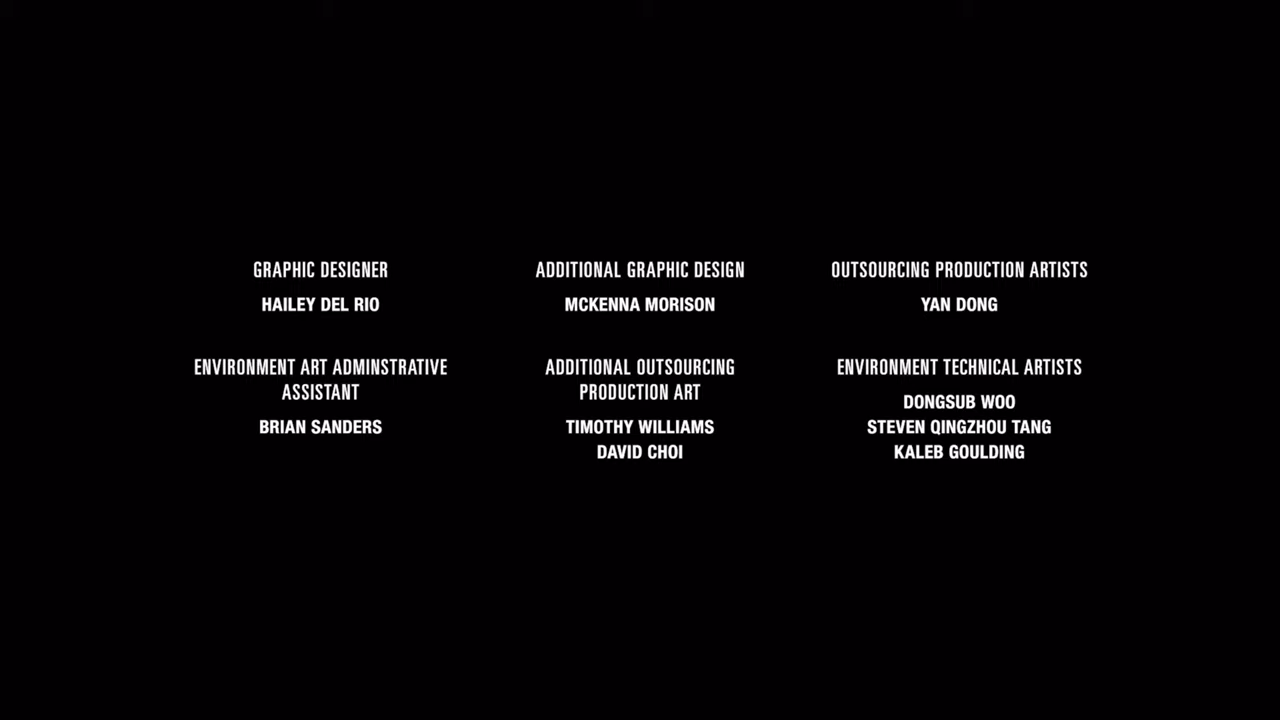 GRAPHIC DESIGNER
HAILEY DEL RIO
ADDITIONAL GRAPHIC DESIGN
MCKENNA MORISON
OUTSOURCING PRODUCTION ARTISTS
YAN DONG
ENVIRONMENT ART ADMINSTRATIVE
ASSISTANT
BRIAN SANDERS
ADDITIONAL OUTSOURCING
PRODUCTION ART
TIMOTHY WILLIAMS
DAVID CHOI
ENVIRONMENT TECHNICAL ARTISTS
DONGSUB WOO
STEVEN QINGZHOU TANG
KALEB GOULDING